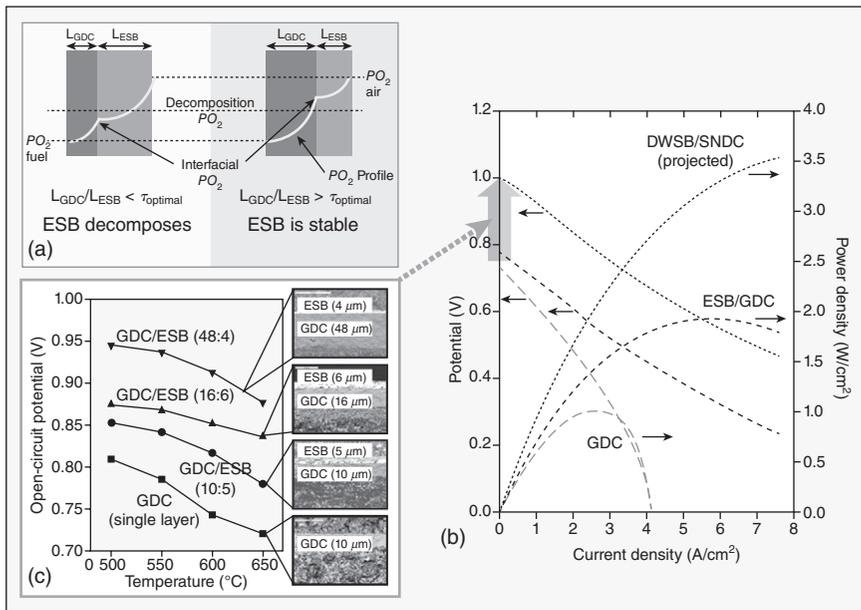 L_GDC L_ESB L_GDC L_ESB
PO₂
air
Decomposition
PO₂
PO₂
fuel
Interfacial
PO₂
PO₂ Profile
L_GDC/L_ESB < τ_optimal L_GDC/L_ESB > τ_optimal
ESB decomposes ESB is stable
(a)
1.00
0.95
0.90
0.85
0.80
0.75
0.70
Open-circuit potential (V)
GDC/ESB (48:4)
GDC/ESB (16:6)
GDC/ESB
(10:5)
GDC
(single layer)
ESB (4 μm)
GDC (48 μm)
ESB (6 μm)
GDC (16 μm)
ESB (5 μm)
GDC (10 μm)
GDC (10 μm)
0 500 550 600 650
Temperature (°C)
(c)
1.2
1.0
0.8
0.6
0.4
0.2
0.0
Potential (V)
DWSB/SNDC
(projected)
ESB/GDC
GDC
4.0
3.5
3.0
2.5
2.0
1.5
1.0
0.5
0.0
Power density (W/cm²)
0 1 2 3 4 5 6 7 8
Current density (A/cm²)
(b)